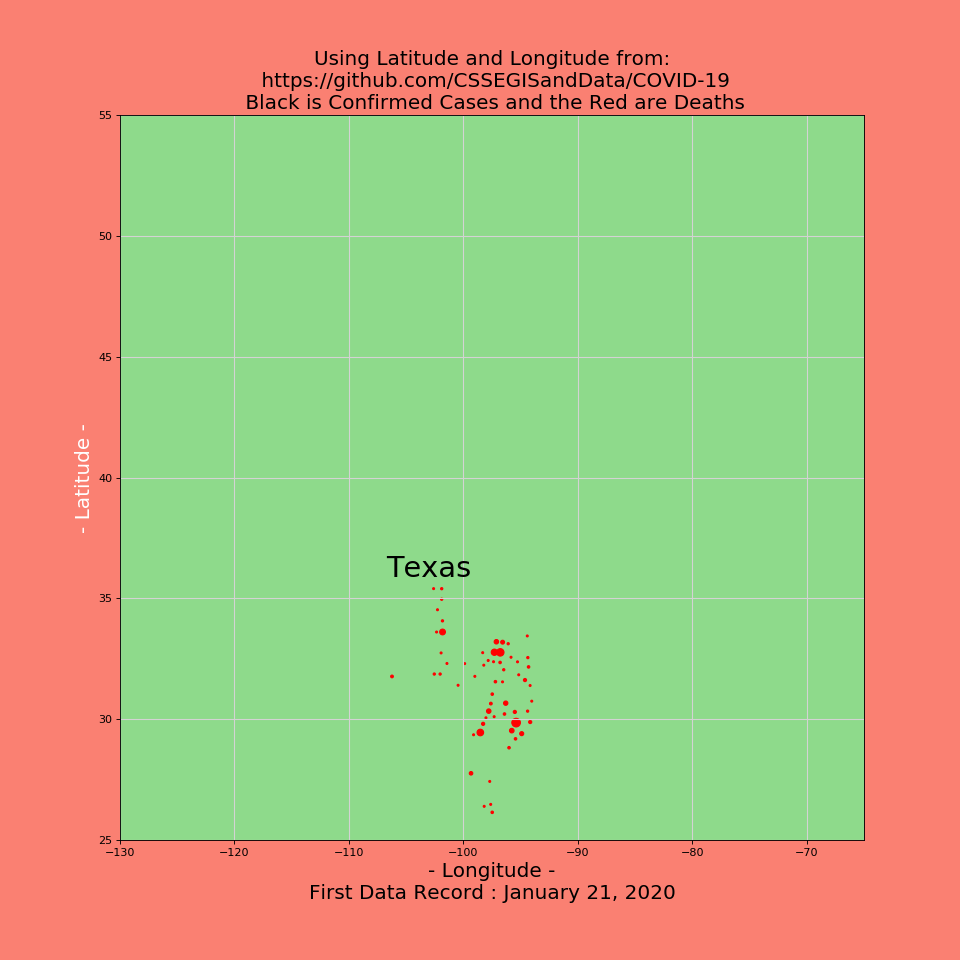 Using Latitude and Longitude from:
https://github.com/CSSEGISandData/COVID-19
Black is Confirmed Cases and the Red are Deaths
55
50
45
40
35
30
25
- Latitude -
Texas
−130 −120 −110 −100 −90 −80 −70
- Longitude -
First Data Record : January 21, 2020